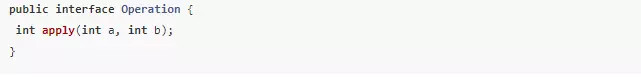 public interface Operation {
 int apply(int a, int b);
}